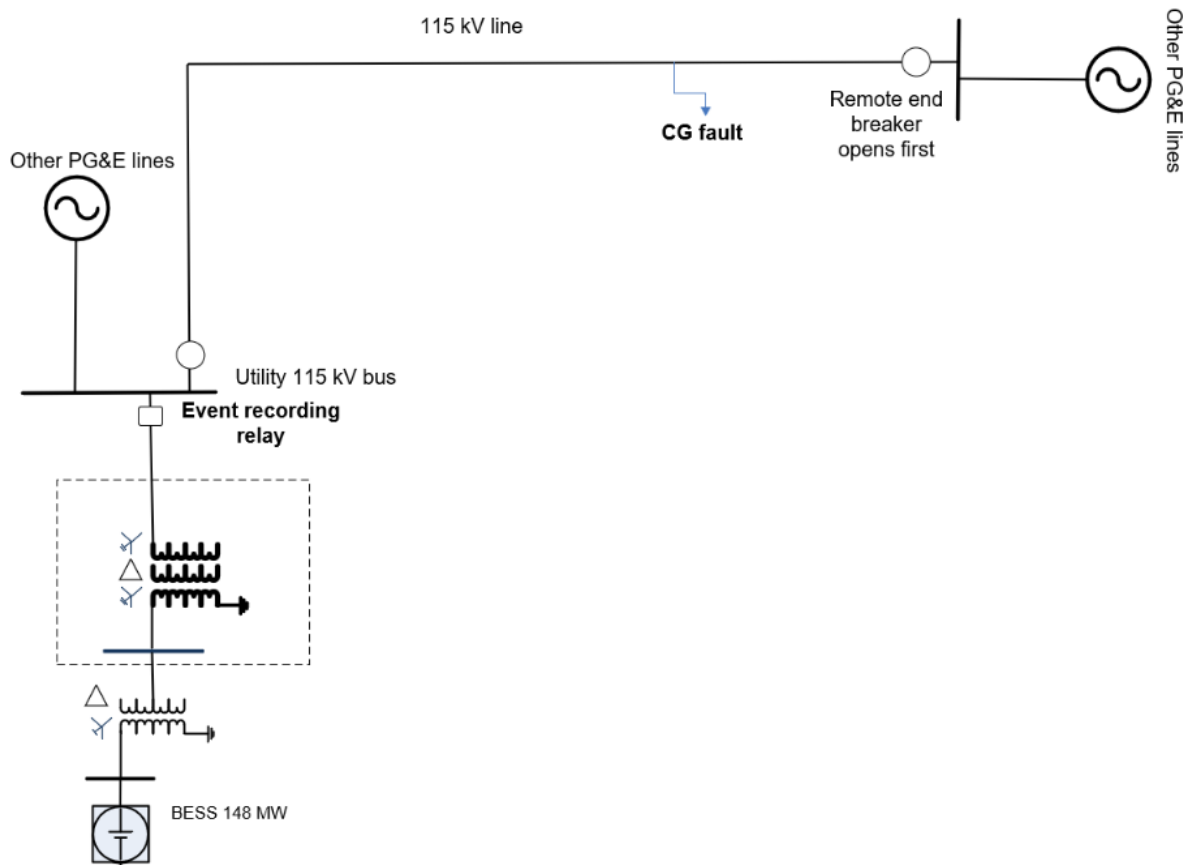 115 kV line
Other PG&E lines
Remote end
breaker
opens first
CG fault
Other PG&E lines
Utility 115 kV bus
Event recording
relay
BESS 148 MW